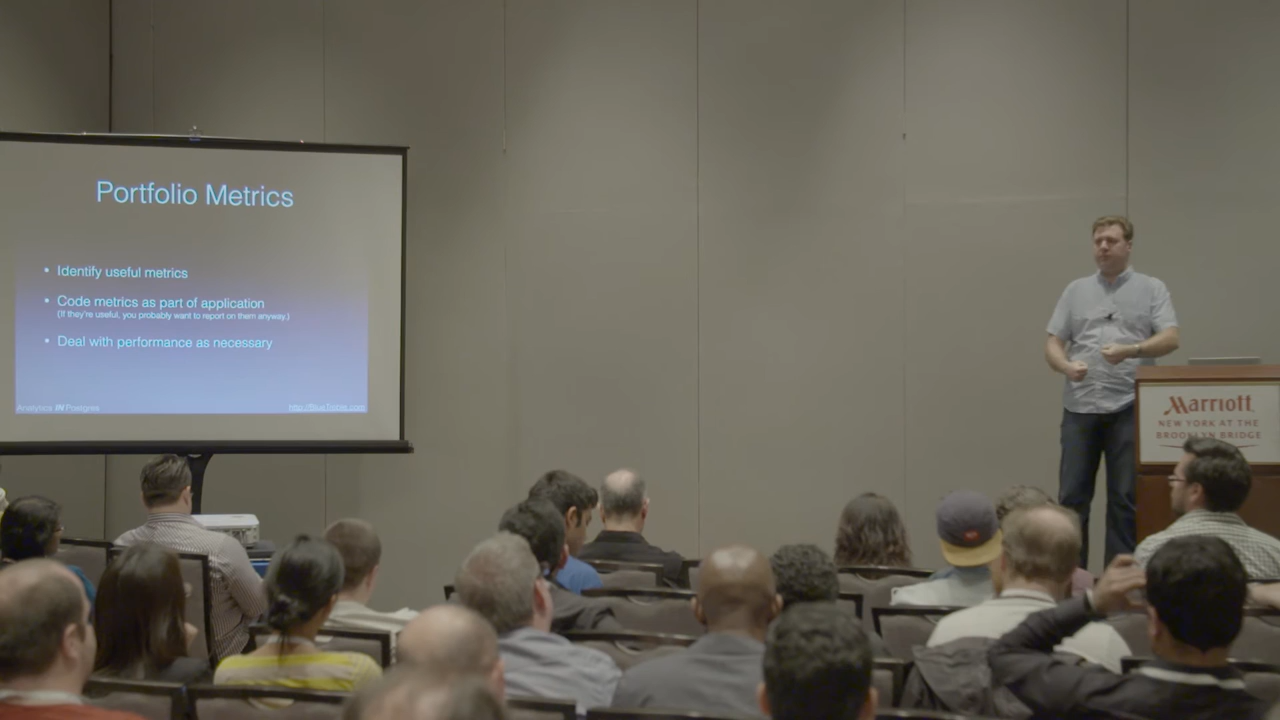 Portfolio Metrics
• Identify useful metrics
• Code metrics as part of application
(If they're useful, you probably want to report on them anyway.)
• Deal with performance as necessary
Analytics IN Postgres
http://BlueTreble.com
Marriott
NEW YORK AT THE
BROOKLYN BRIDGE